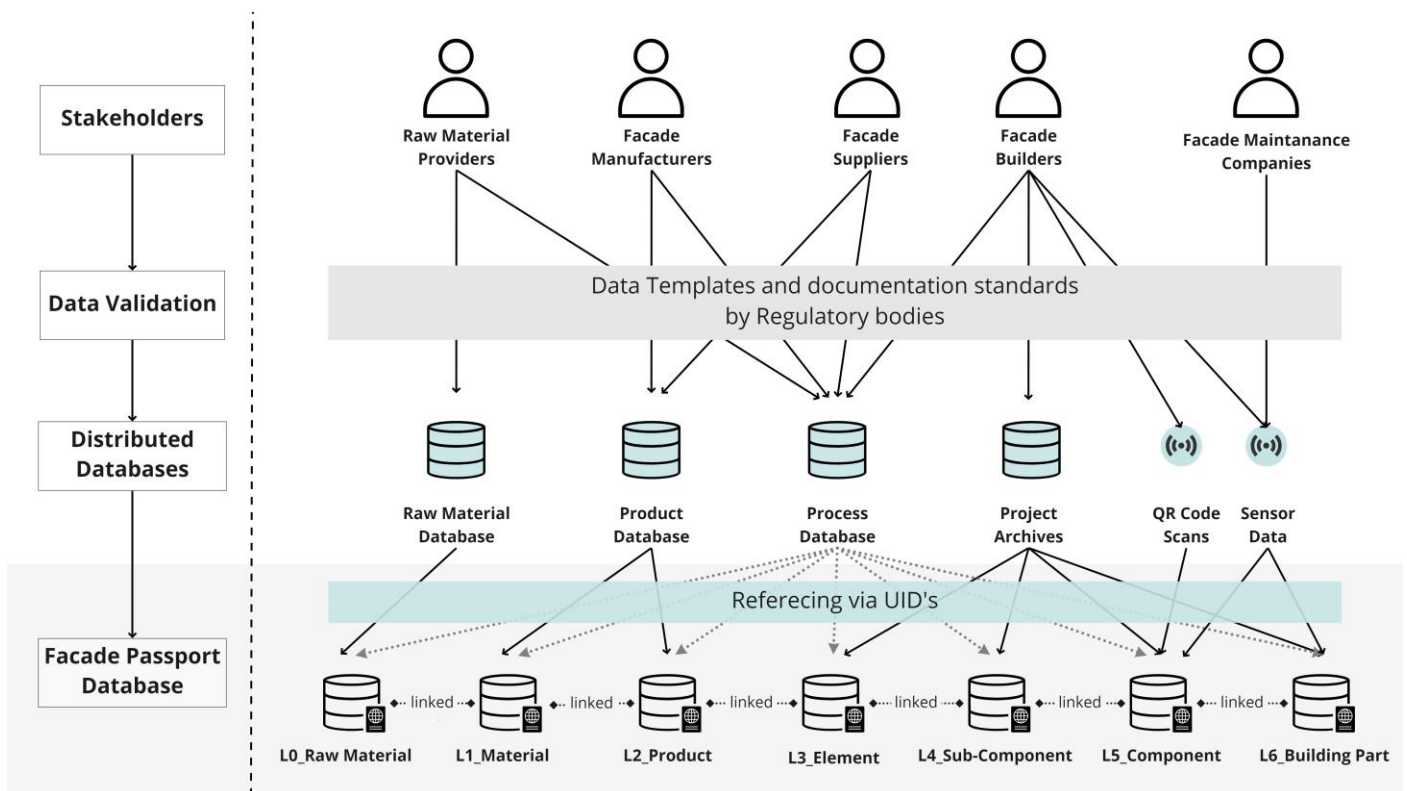 Stakeholders
Data Validation
Distributed
Databases
Facade Passport
Database
Raw Material
Providers
Facade
Manufacturers
Facade
Suppliers
Facade
Builders
Facade Maintanance
Companies
Data Templates and documentation standards
by Regulatory bodies
Raw Material
Database
Product
Database
Process
Database
Project
Archives
QR Code
Scans
Sensor
Data
Referecing via UID's
linked
linked
linked
linked
linked
linked
L0_Raw Material
L1_Material
L2_Product
L3_Element
L4_Sub-Component
L5_Component
L6_Building Part